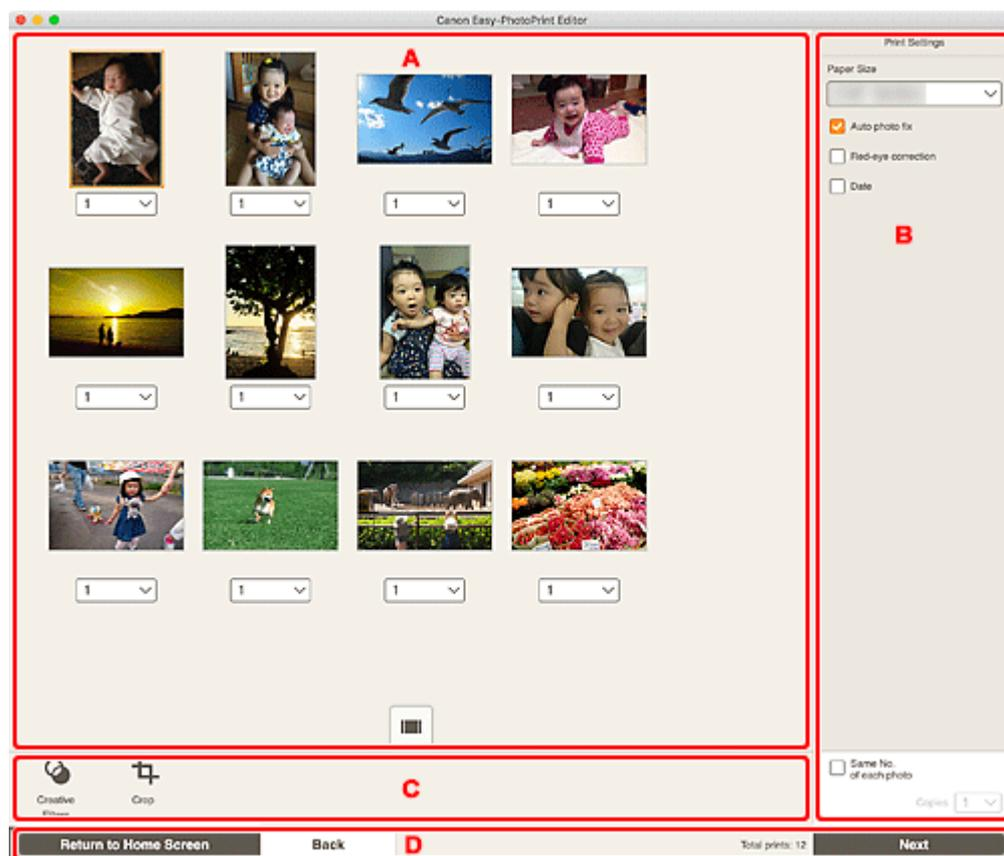 Canon Easy-PhotoPrint Editor
A
Print Settings
Paper Size
Auto photo fix
Red-eye correction
Date
B
1 1 1 1
1 1 1 1
1 1 1 1
Same No.
of each photo
Copies 1
Creative
Filters
Crop
C
Return to Home Screen
Back
D
Total prints: 12
Next